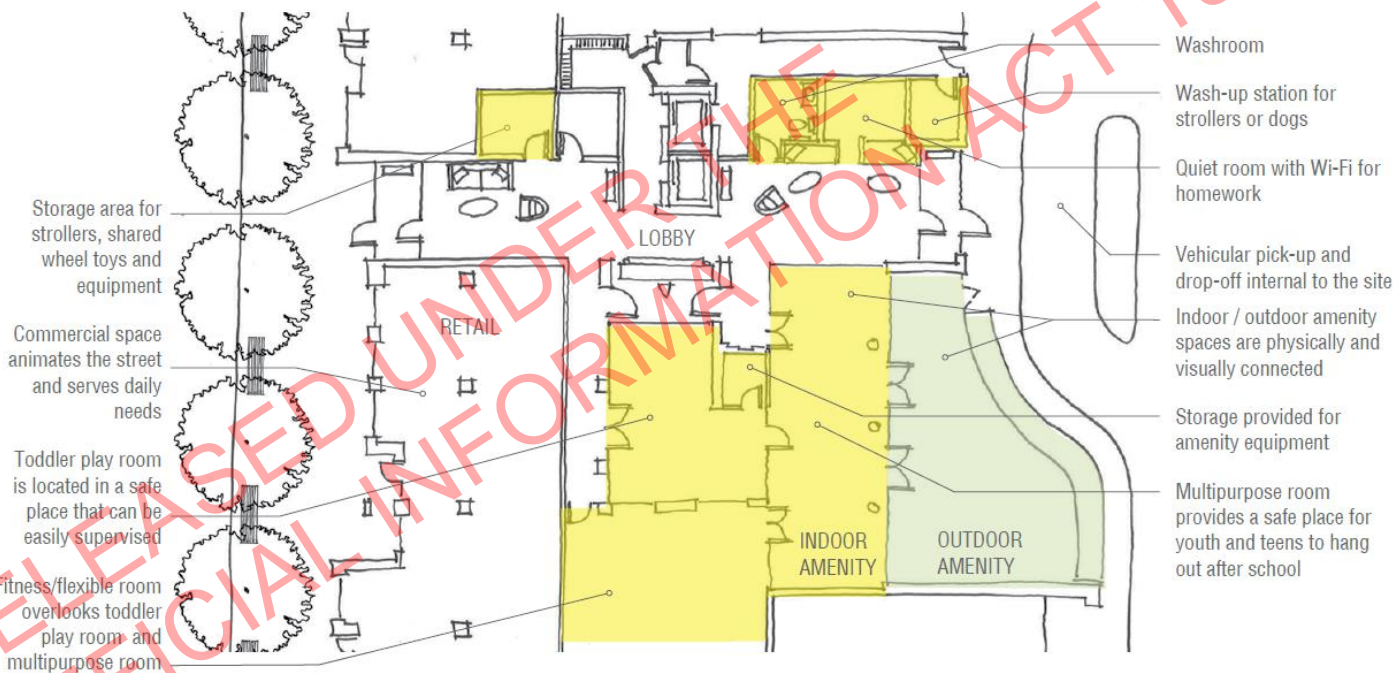 Washroom
Wash-up station for
strollers or dogs
Quiet room with Wi-Fi for
homework
Vehicular pick-up and
drop-off internal to the site
Indoor / outdoor amenity
spaces are physically and
visually connected
Storage provided for
amenity equipment
Multipurpose room
provides a safe place for
youth and teens to hang
out after school
Storage area for
strollers, shared
wheel toys and
equipment
Commercial space
animates the street
and serves daily
needs
Toddler play room
is located in a safe
place that can be
easily supervised
Fitness/flexible room
overlooks toddler
play room and
multipurpose room
LOBBY
RETAIL
INDOOR
AMENITY
OUTDOOR
AMENITY
RELEASED UNDER THE
OFFICIAL INFORMATION ACT